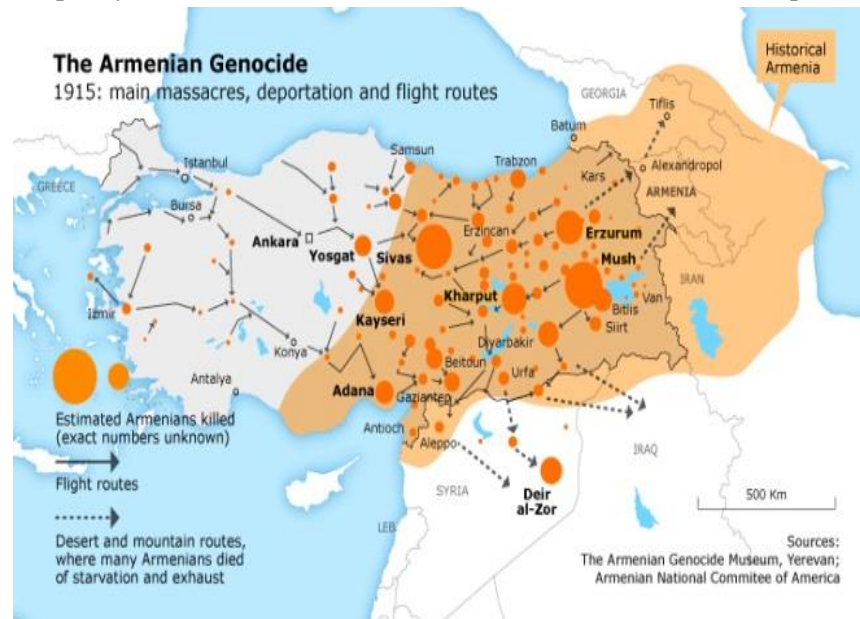 The Armenian Genocide
1915: main massacres, deportation and flight routes
Historical
Armenia
GEORGIA
Tiflis
Batum
Samsun
Trabzon
Istanbul
Kars
Alexandropol
GREECE
ARMENIA
Bursa
Erzincan
Ankara
Yosgat
Sivas
Erzurum
Mush
IRAN
Kharput
Van
Izmir
Kayseri
Bitlis
Siirt
Diyarbakir
Konya
Beitoun
Urfa
Antalya
Adana
Gaziantep
Estimated Armenians killed
(exact numbers unknown)
Antioch
Aleppo
Flight routes
IRAQ
SYRIA
Deir
al-Zor
500 Km
LEB
Desert and mountain routes,
where many Armenians died
of starvation and exhaust
Sources:
The Armenian Genocide Museum, Yerevan;
Armenian National Commitee of America